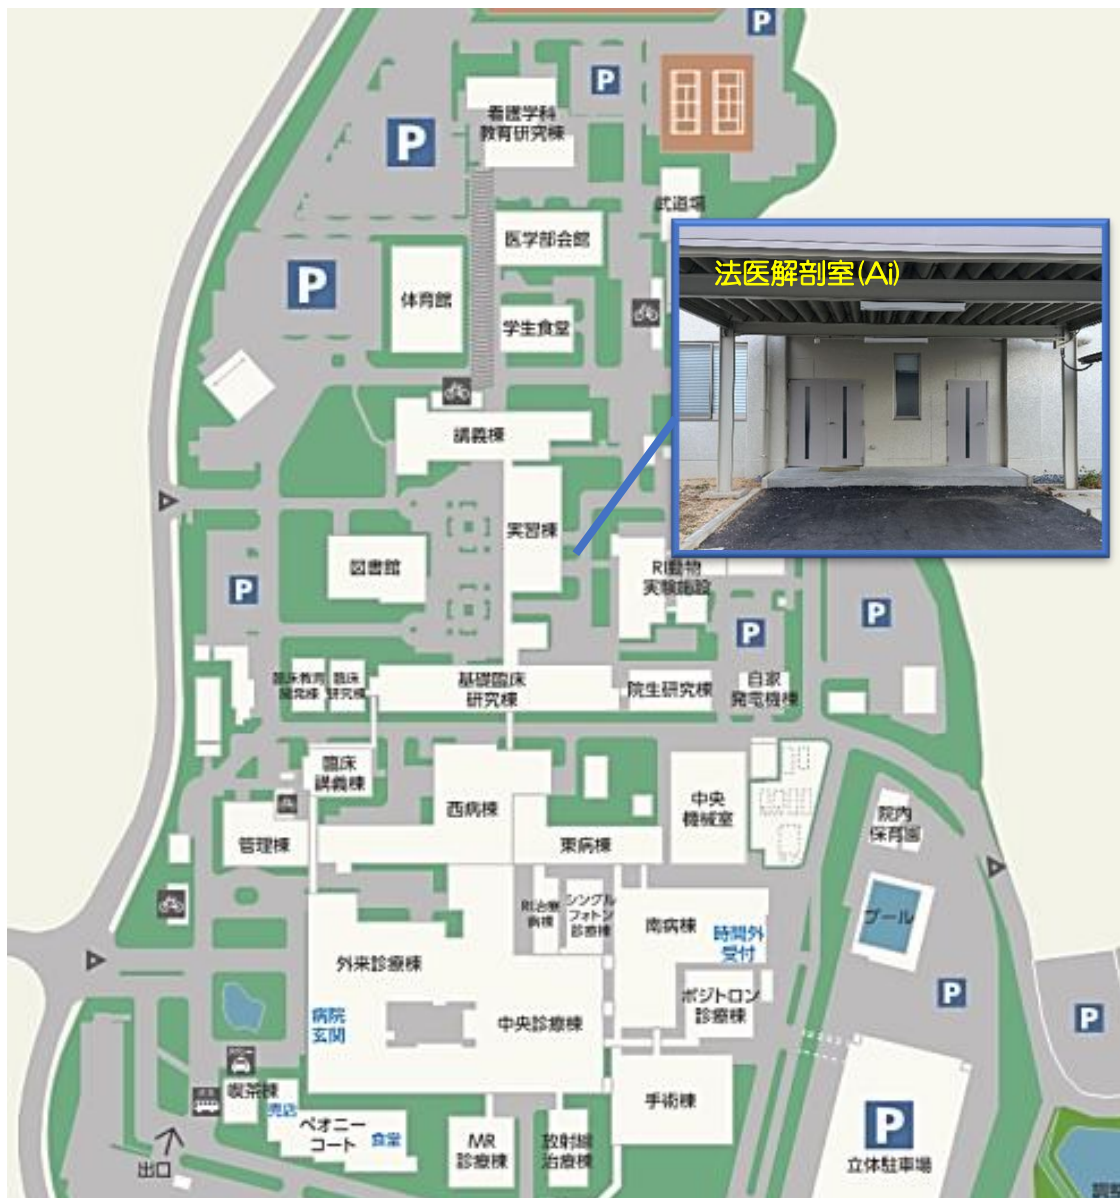 P
P
看護学科
教育研究棟
P
武道場
医学部会館
法医解剖室(Ai)
P
体育館
学生食堂
講義棟
実習棟
図書館
RI動物
実験施設
P
P
P
臨床教育
開発棟
臨床
研究棟
基礎臨床
研究棟
院生研究棟
自家
発電機棟
臨床
講義棟
西病棟
中央
機械室
院内
保育園
管理棟
東病棟
RI治療
病棟
シングル
フォトン
診療棟
南病棟
時間外
受付
プール
外来診療棟
ポジトロン
診療棟
P
P
病院
玄関
中央診療棟
喫茶棟
売店
ペオニー
コート
食堂
手術棟
P
立体駐車場
MR
診療棟
放射線
治療棟
出口